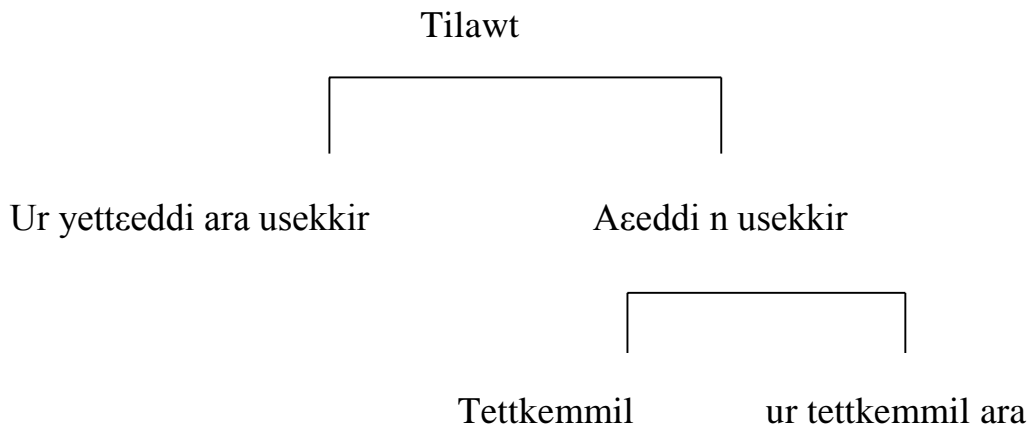 Tilawt
Ur yettɛeddi ara usekkir Aɛeddi n usekkir
Tettkemmil ur tettkemmil ara